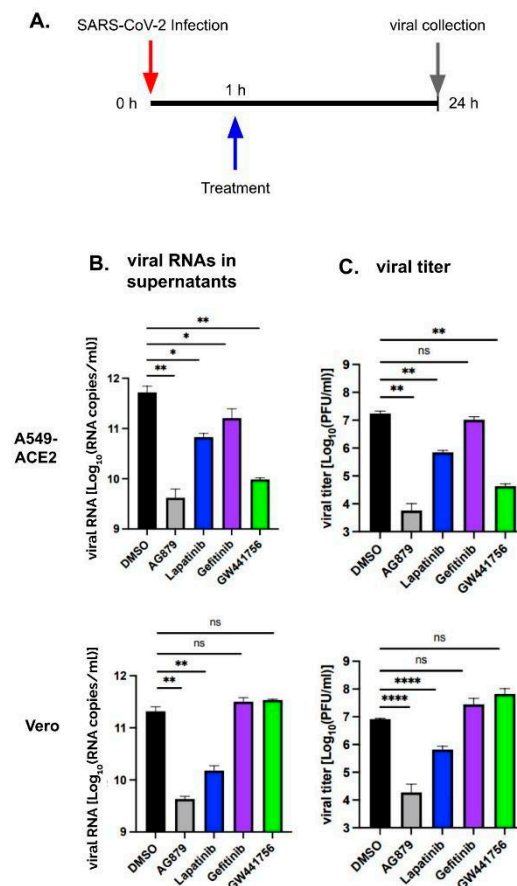 A.
SARS-CoV-2 Infection
viral collection
0 h
1 h
24 h
Treatment
B. viral RNAs in
supernatants
C. viral titer
A549-
ACE2
**
*
*
**
viral RNA [Log10(RNA copies/ml)]
12
11
10
9
DMSO
AG879
Lapatinib
Gefitinib
GW441756
**
ns
**
**
viral titer [Log10(PFU/ml)]
9
8
7
6
5
4
3
DMSO
AG879
Lapatinib
Gefitinib
GW441756
Vero
ns
ns
**
**
viral RNA [Log10(RNA copies/ml)]
12
11
10
9
DMSO
AG879
Lapatinib
Gefitinib
GW441756
ns
ns
****
****
viral titer [Log10(PFU/ml)]
9
8
7
6
5
4
3
DMSO
AG879
Lapatinib
Gefitinib
GW441756